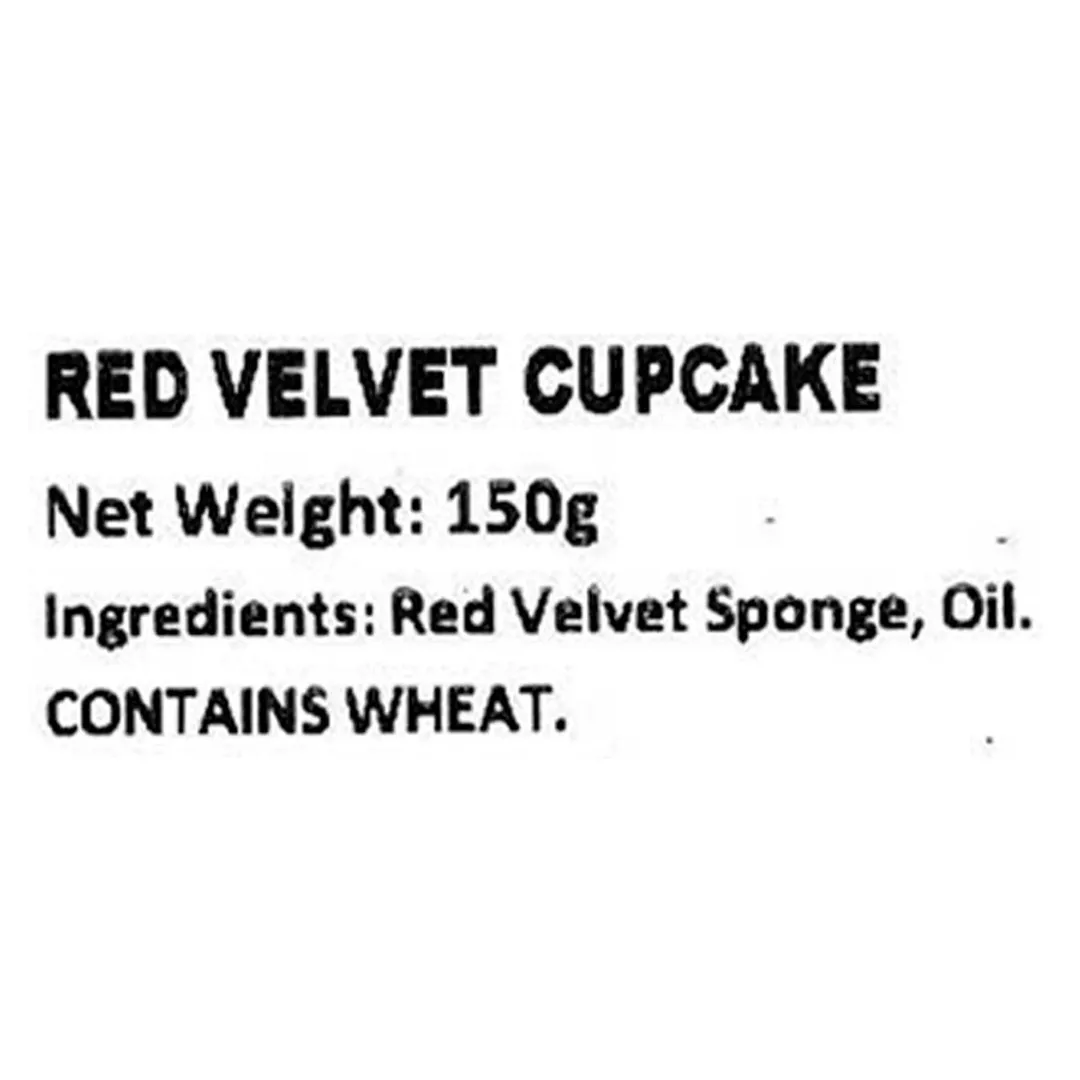 RED VELVET CUPCAKE
Net Weight: 150g
Ingredients: Red Velvet Sponge, Oil.
CONTAINS WHEAT.